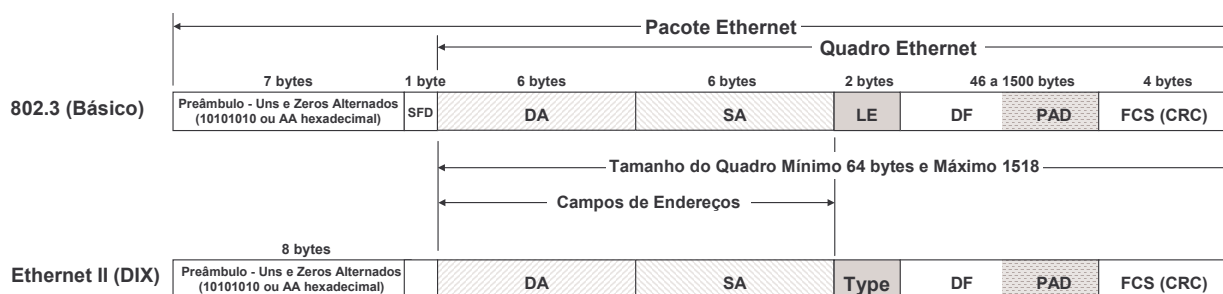 Pacote Ethernet
Quadro Ethernet
7 bytes 1 byte 6 bytes 6 bytes 2 bytes 46 a 1500 bytes 4 bytes
802.3 (Básico) Preâmbulo - Uns e Zeros Alternados SFD DA SA LE DF PAD FCS (CRC)
(10101010 ou AA hexadecimal)
Tamanho do Quadro Mínimo 64 bytes e Máximo 1518
Campos de Endereços
8 bytes
Ethernet II (DIX) Preâmbulo - Uns e Zeros Alternados DA SA Type DF PAD FCS (CRC)
(10101010 ou AA hexadecimal)